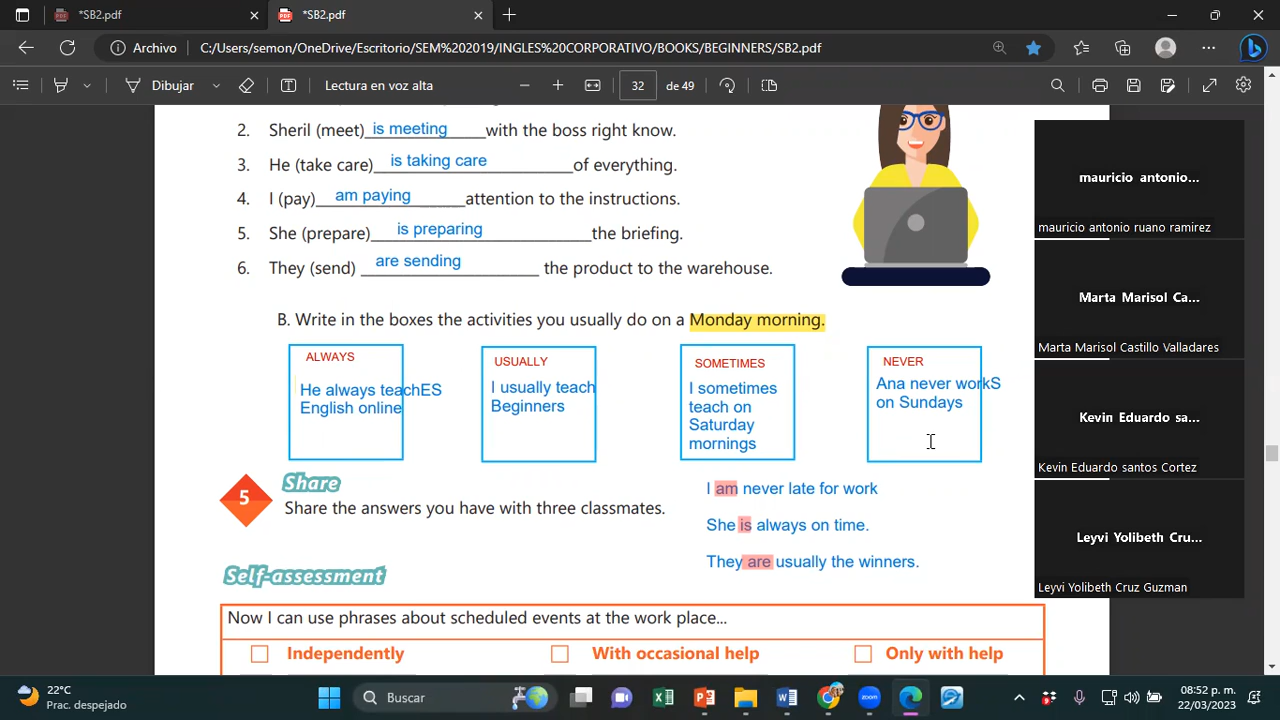 *SB2.pdf
*SB2.pdf
Archivo
C:/Users/semon/OneDrive/Escritorio/SEM%202019/INGLES%20CORPORATIVO/BOOKS/BEGINNERS/SB2.pdf
Dibujar
Lectura en voz alta
32
de 49
2. Sheril (meet) is meeting with the boss right know.
3. He (take care) is taking care of everything.
4. I (pay) am paying attention to the instructions.
5. She (prepare) is preparing the briefing.
6. They (send) are sending the product to the warehouse.
B. Write in the boxes the activities you usually do on a Monday morning.
ALWAYS
He always teachES
English online
USUALLY
I usually teach
Beginners
SOMETIMES
I sometimes
teach on
Saturday
mornings
NEVER
Ana never workS
on Sundays
5
Share
Share the answers you have with three classmates.
I am never late for work
She is always on time.
They are usually the winners.
Self-assessment
Now I can use phrases about scheduled events at the work place...
Independently
With occasional help
Only with help
mauricio antonio...
mauricio antonio ruano ramirez
Marta Marisol Ca...
Marta Marisol Castillo Valladares
Kevin Eduardo sa...
Kevin Eduardo santos Cortez
Leyvi Yolibeth Cru...
Leyvi Yolibeth Cruz Guzman
22°C
Prac. despejado
Buscar
08:52 p. m.
22/03/2023